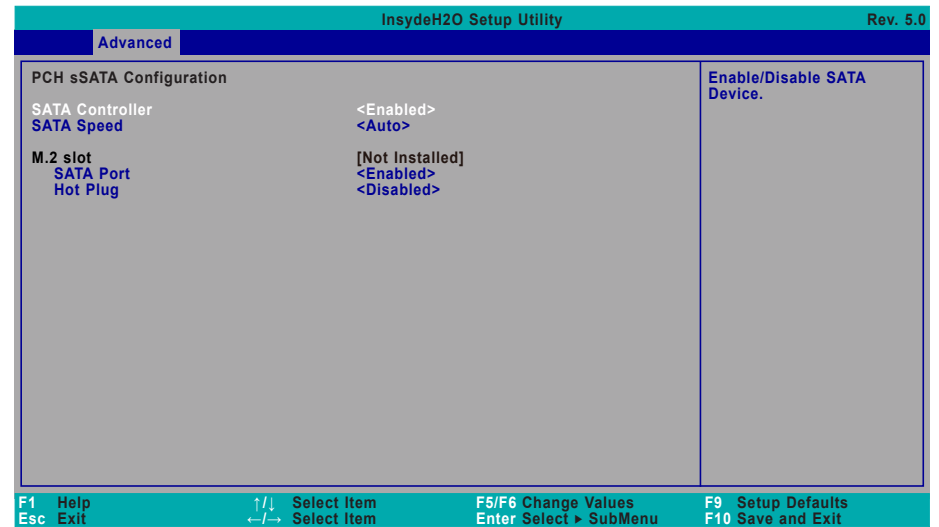 InsydeH2O Setup Utility Rev. 5.0
Advanced
PCH sSATA Configuration
SATA Controller <Enabled>
SATA Speed <Auto>
M.2 slot [Not Installed]
SATA Port <Enabled>
Hot Plug <Disabled>
Enable/Disable SATA
Device.
F1 Help ↑/↓ Select Item F5/F6 Change Values F9 Setup Defaults
Esc Exit ←/→ Select Item Enter Select ▸ SubMenu F10 Save and Exit